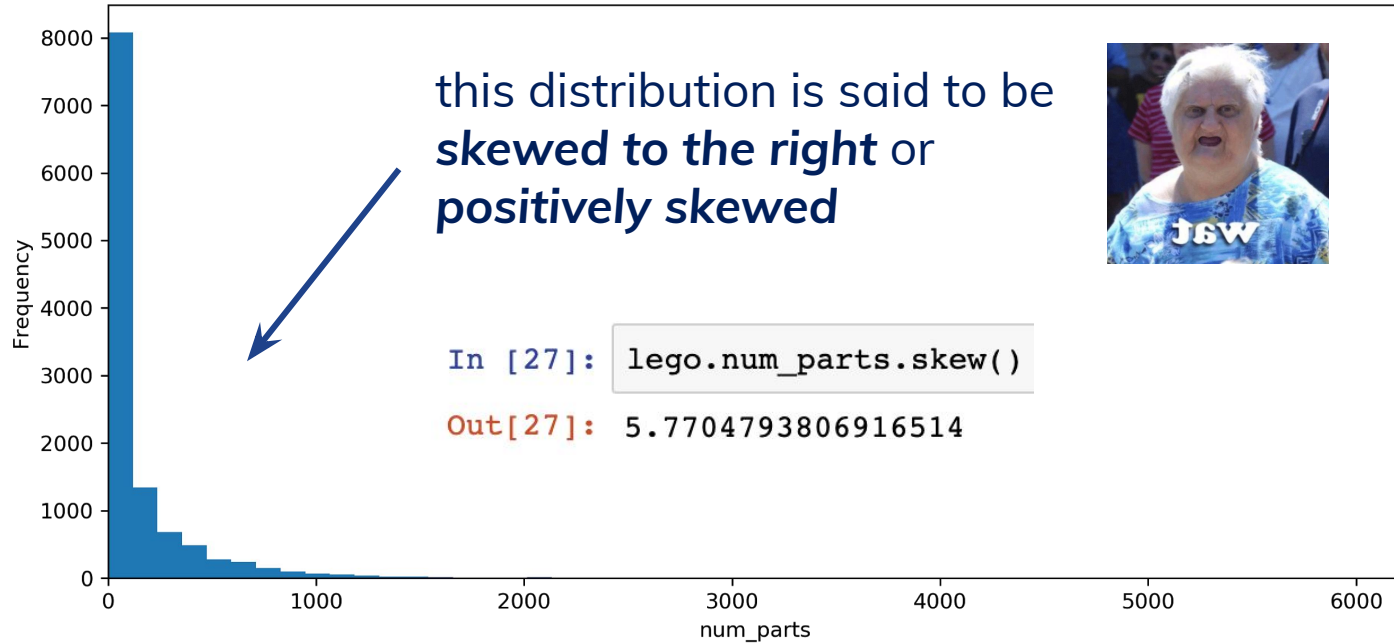 8000
7000
6000
5000
4000
3000
2000
1000
0
Frequency
0 1000 2000 3000 4000 5000 6000
num_parts
this distribution is said to be
skewed to the right or
positively skewed
wat
In [27]: lego.num_parts.skew()
Out[27]: 5.7704793806916514